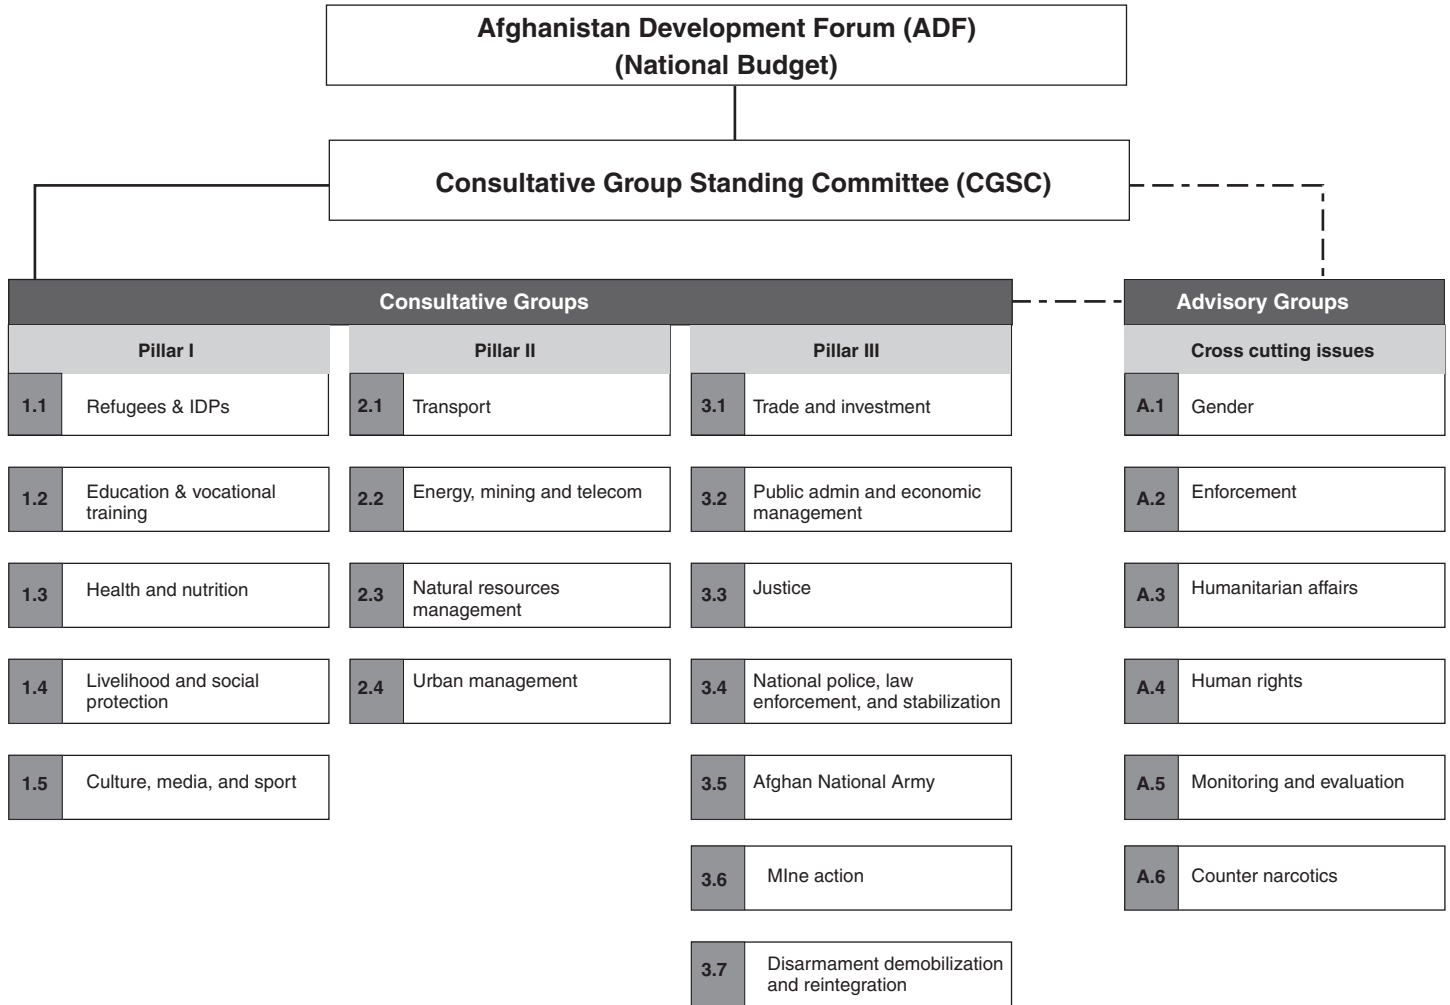 Afghanistan Development Forum (ADF)
(National Budget)
Consultative Group Standing Committee (CGSC)
Consultative Groups
Pillar I
1.1
Refugees & IDPs
1.2
Education & vocational
training
1.3
Health and nutrition
1.4
Livelihood and social
protection
1.5
Culture, media, and sport
Pillar II
2.1
Transport
2.2
Energy, mining and telecom
2.3
Natural resources
management
2.4
Urban management
Pillar III
3.1
Trade and investment
3.2
Public admin and economic
management
3.3
Justice
3.4
National police, law
enforcement, and stabilization
3.5
Afghan National Army
3.6
MIne action
3.7
Disarmament demobilization
and reintegration
Advisory Groups
Cross cutting issues
A.1
Gender
A.2
Enforcement
A.3
Humanitarian affairs
A.4
Human rights
A.5
Monitoring and evaluation
A.6
Counter narcotics